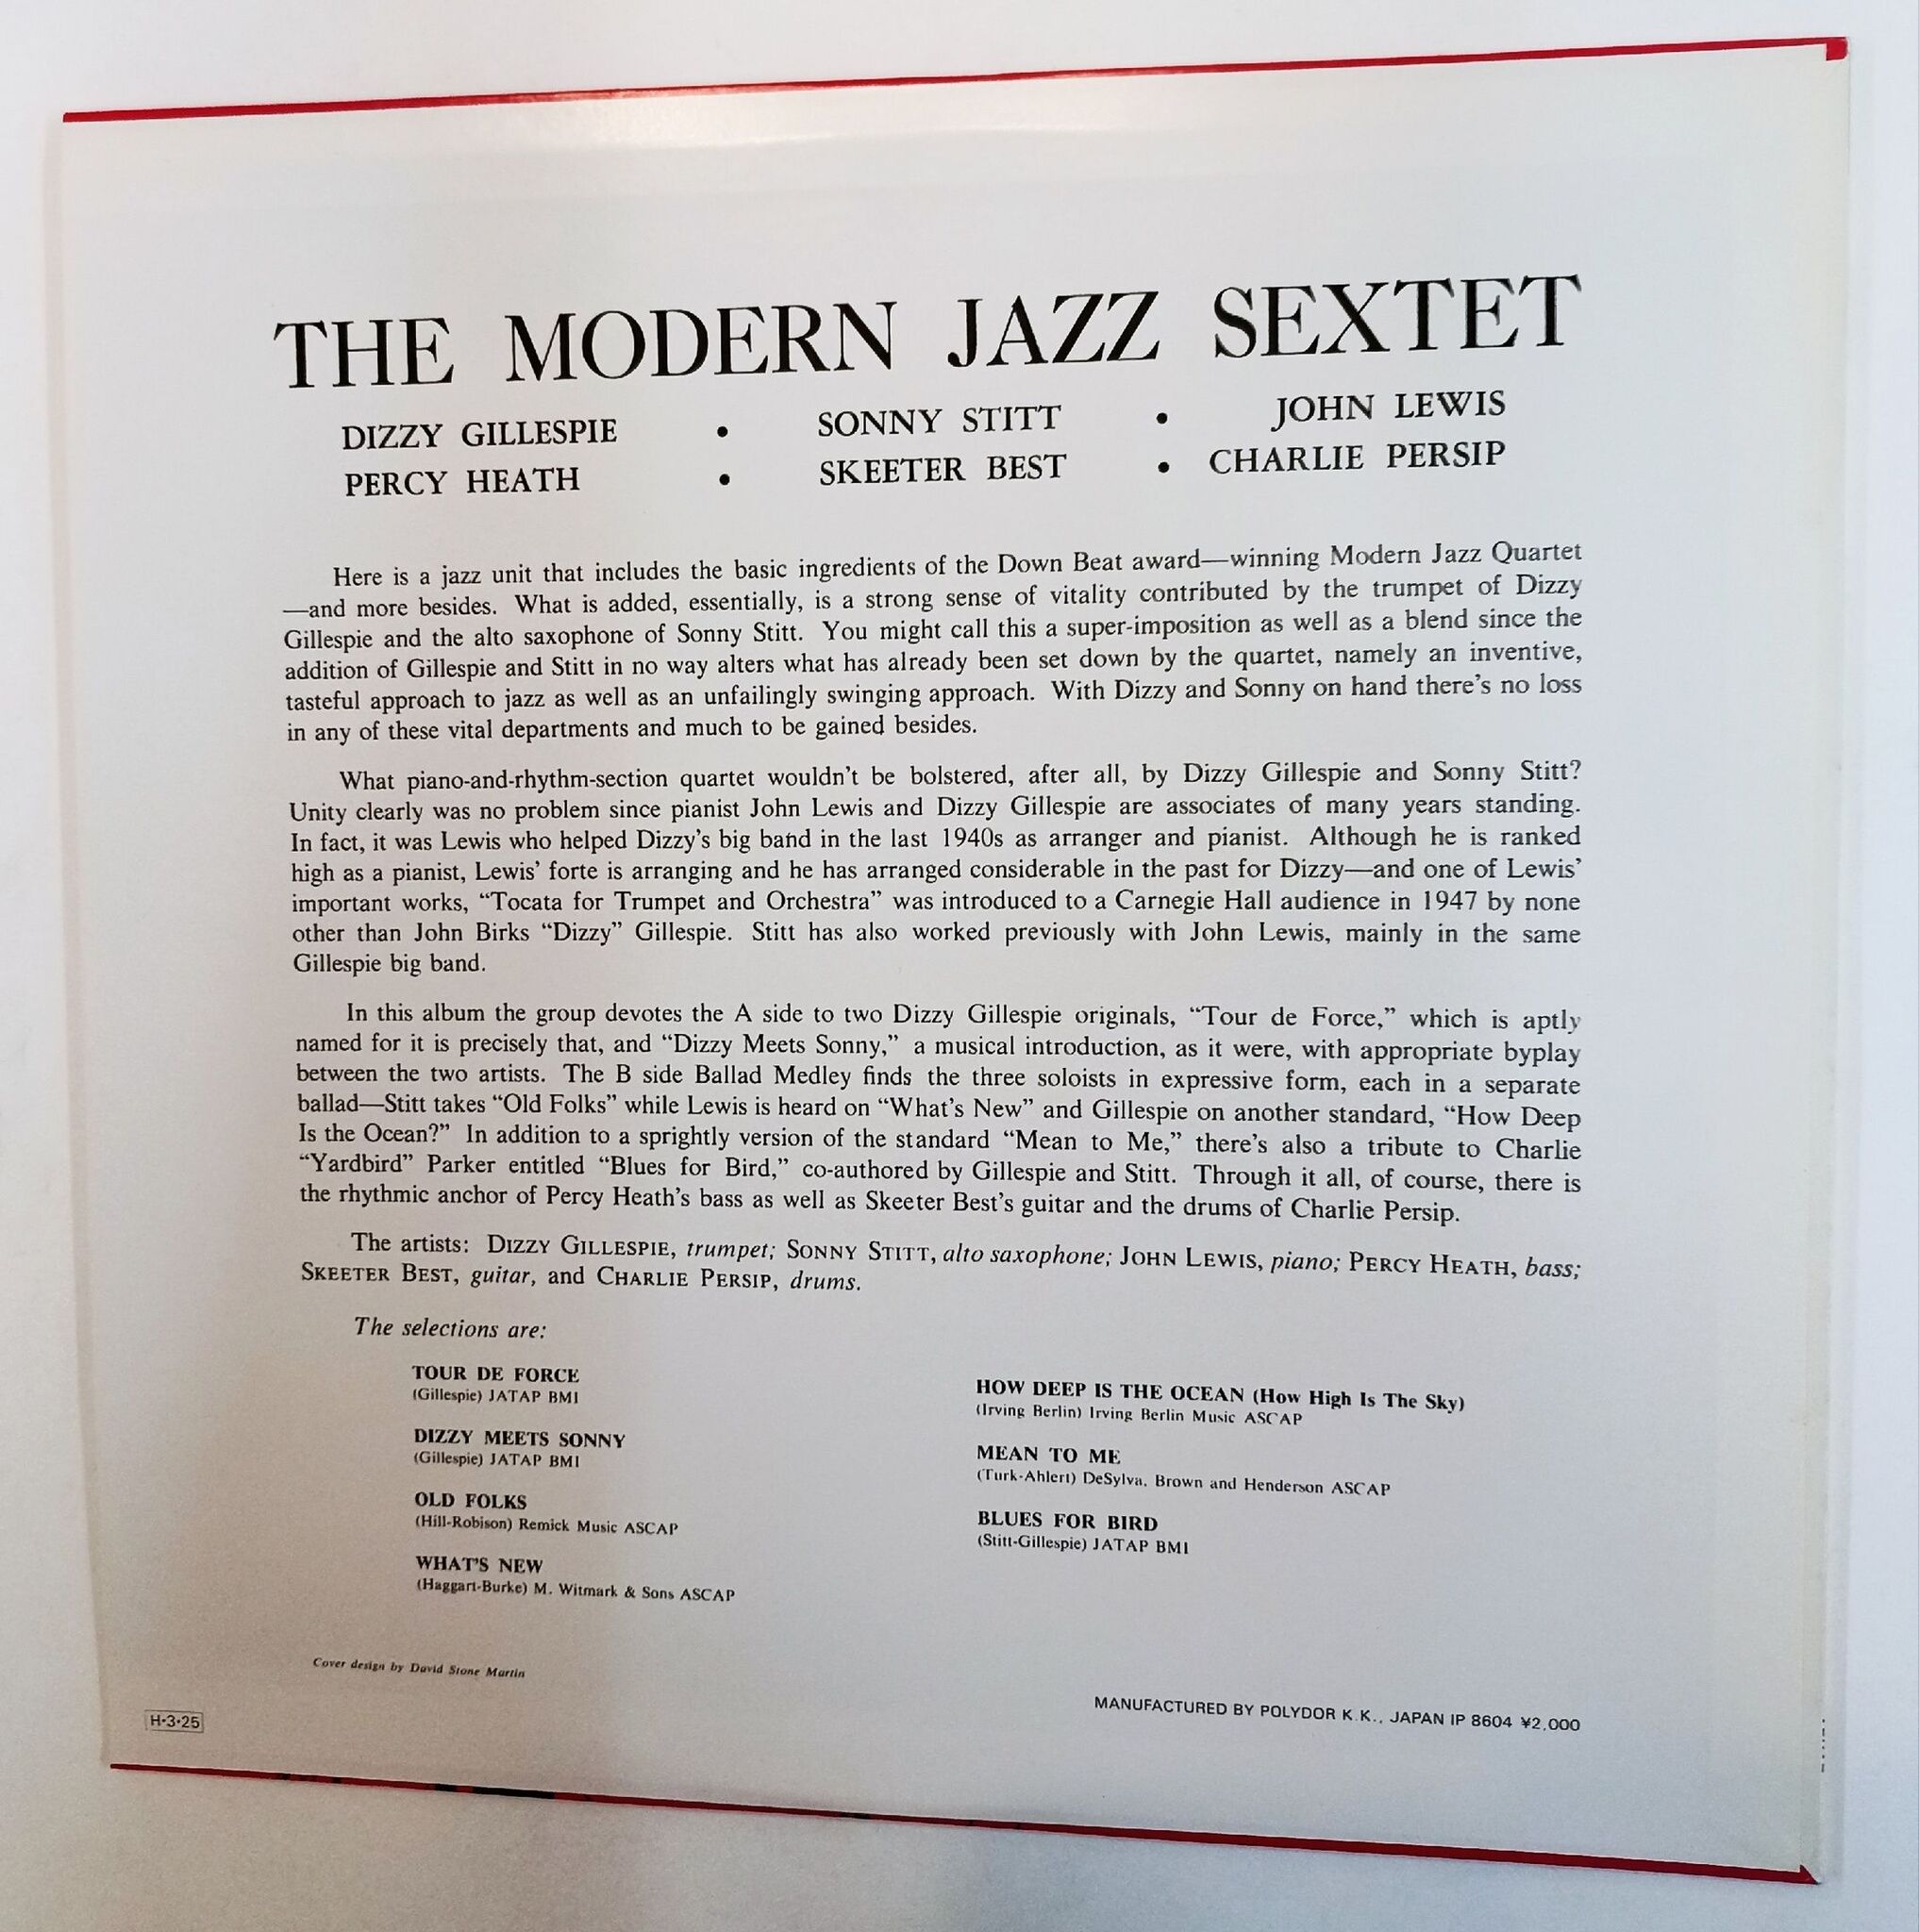 THE MODERN JAZZ SEXTET
DIZZY GILLESPIE • SONNY STITT • JOHN LEWIS
PERCY HEATH • SKEETER BEST • CHARLIE PERSIP
Here is a jazz unit that includes the basic ingredients of the Down Beat award—winning Modern Jazz Quartet
—and more besides. What is added, essentially, is a strong sense of vitality contributed by the trumpet of Dizzy
Gillespie and the alto saxophone of Sonny Stitt. You might call this a super-imposition as well as a blend since the
addition of Gillespie and Stitt in no way alters what has already been set down by the quartet, namely an inventive,
tasteful approach to jazz as well as an unfailingly swinging approach. With Dizzy and Sonny on hand there's no loss
in any of these vital departments and much to be gained besides.
What piano-and-rhythm-section quartet wouldn't be bolstered, after all, by Dizzy Gillespie and Sonny Stitt?
Unity clearly was no problem since pianist John Lewis and Dizzy Gillespie are associates of many years standing.
In fact, it was Lewis who helped Dizzy's big band in the last 1940s as arranger and pianist. Although he is ranked
high as a pianist, Lewis' forte is arranging and he has arranged considerable in the past for Dizzy—and one of Lewis'
important works, “Tocata for Trumpet and Orchestra” was introduced to a Carnegie Hall audience in 1947 by none
other than John Birks “Dizzy” Gillespie. Stitt has also worked previously with John Lewis, mainly in the same
Gillespie big band.
In this album the group devotes the A side to two Dizzy Gillespie originals, “Tour de Force,” which is aptly
named for it is precisely that, and “Dizzy Meets Sonny,” a musical introduction, as it were, with appropriate byplay
between the two artists. The B side Ballad Medley finds the three soloists in expressive form, each in a separate
ballad—Stitt takes “Old Folks” while Lewis is heard on “What's New” and Gillespie on another standard, “How Deep
Is the Ocean?” In addition to a sprightly version of the standard “Mean to Me,” there's also a tribute to Charlie
“Yardbird” Parker entitled “Blues for Bird,” co-authored by Gillespie and Stitt. Through it all, of course, there is
the rhythmic anchor of Percy Heath's bass as well as Skeeter Best's guitar and the drums of Charlie Persip.
The artists: DIZZY GILLESPIE, trumpet; SONNY STITT, alto saxophone; JOHN LEWIS, piano; PERCY HEATH, bass;
SKEETER BEST, guitar, and CHARLIE PERSIP, drums.
The selections are:
TOUR DE FORCE
(Gillespie) JATAP BMI
DIZZY MEETS SONNY
(Gillespie) JATAP BMI
OLD FOLKS
(Hill-Robison) Remick Music ASCAP
WHAT'S NEW
(Haggart-Burke) M. Witmark & Sons ASCAP
HOW DEEP IS THE OCEAN (How High Is The Sky)
(Irving Berlin) Irving Berlin Music ASCAP
MEAN TO ME
(Turk-Ahlert) DeSylva, Brown and Henderson ASCAP
BLUES FOR BIRD
(Stitt-Gillespie) JATAP BMI
Cover design by David Stone Martin
H·3·25
MANUFACTURED BY POLYDOR K.K., JAPAN IP 8604 ¥2,000